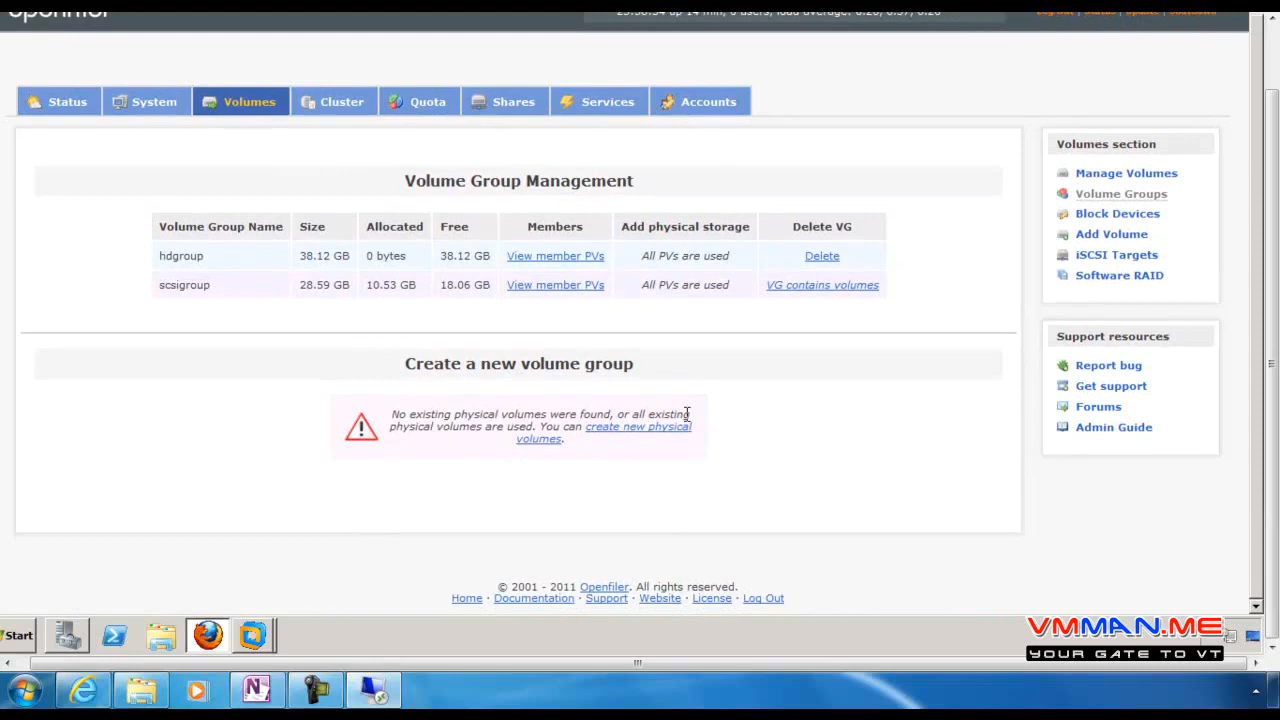 openfiler
Status
System
Volumes
Cluster
Quota
Shares
Services
Accounts
Volume Group Management
Volume Group Name Size Allocated Free Members Add physical storage Delete VG
hdgroup 38.12 GB 0 bytes 38.12 GB View member PVs All PVs are used Delete
scsigroup 28.59 GB 10.53 GB 18.06 GB View member PVs All PVs are used VG contains volumes
Create a new volume group
No existing physical volumes were found, or all existing
physical volumes are used. You can create new physical
volumes.
Volumes section
Manage Volumes
Volume Groups
Block Devices
Add Volume
iSCSI Targets
Software RAID
Support resources
Report bug
Get support
Forums
Admin Guide
© 2001 - 2011 Openfiler. All rights reserved.
Home · Documentation · Support · Website · License · Log Out
Start
VMMAN.ME
YOUR GATE TO VT